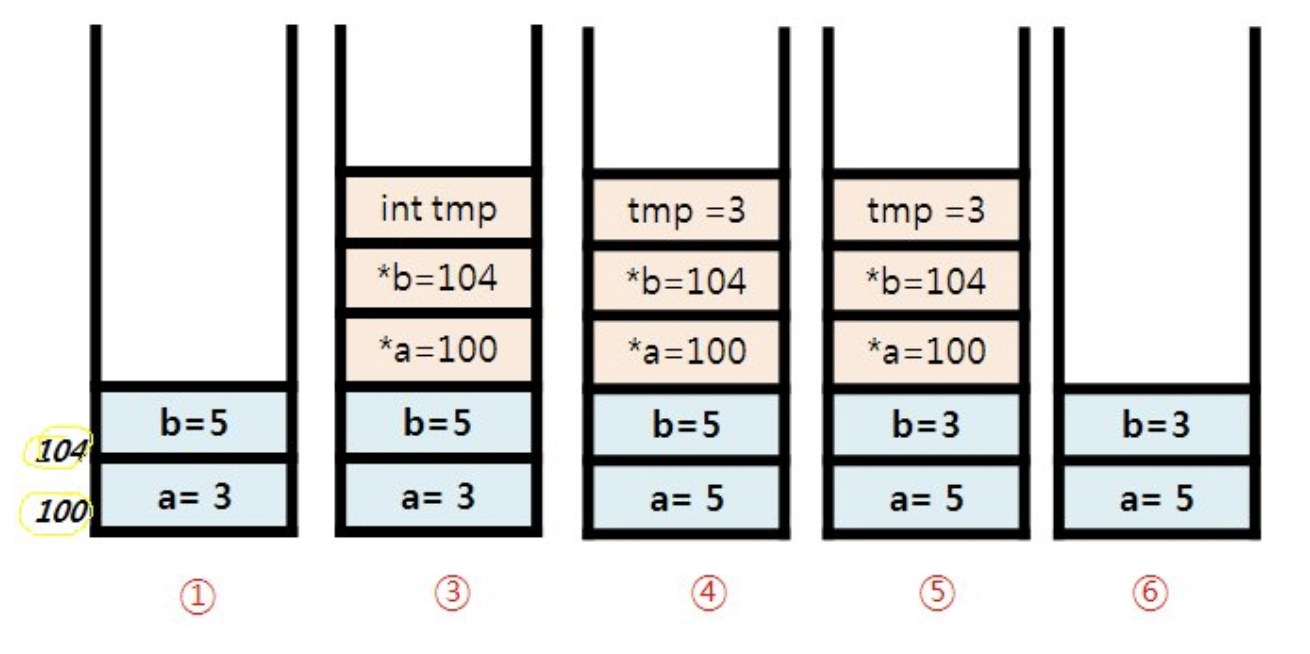 b=5
104
a= 3
100
①
int tmp
*b=104
*a=100
b=5
a= 3
③
tmp =3
*b=104
*a=100
b=5
a= 5
④
tmp =3
*b=104
*a=100
b=3
a= 5
⑤
b=3
a= 5
⑥